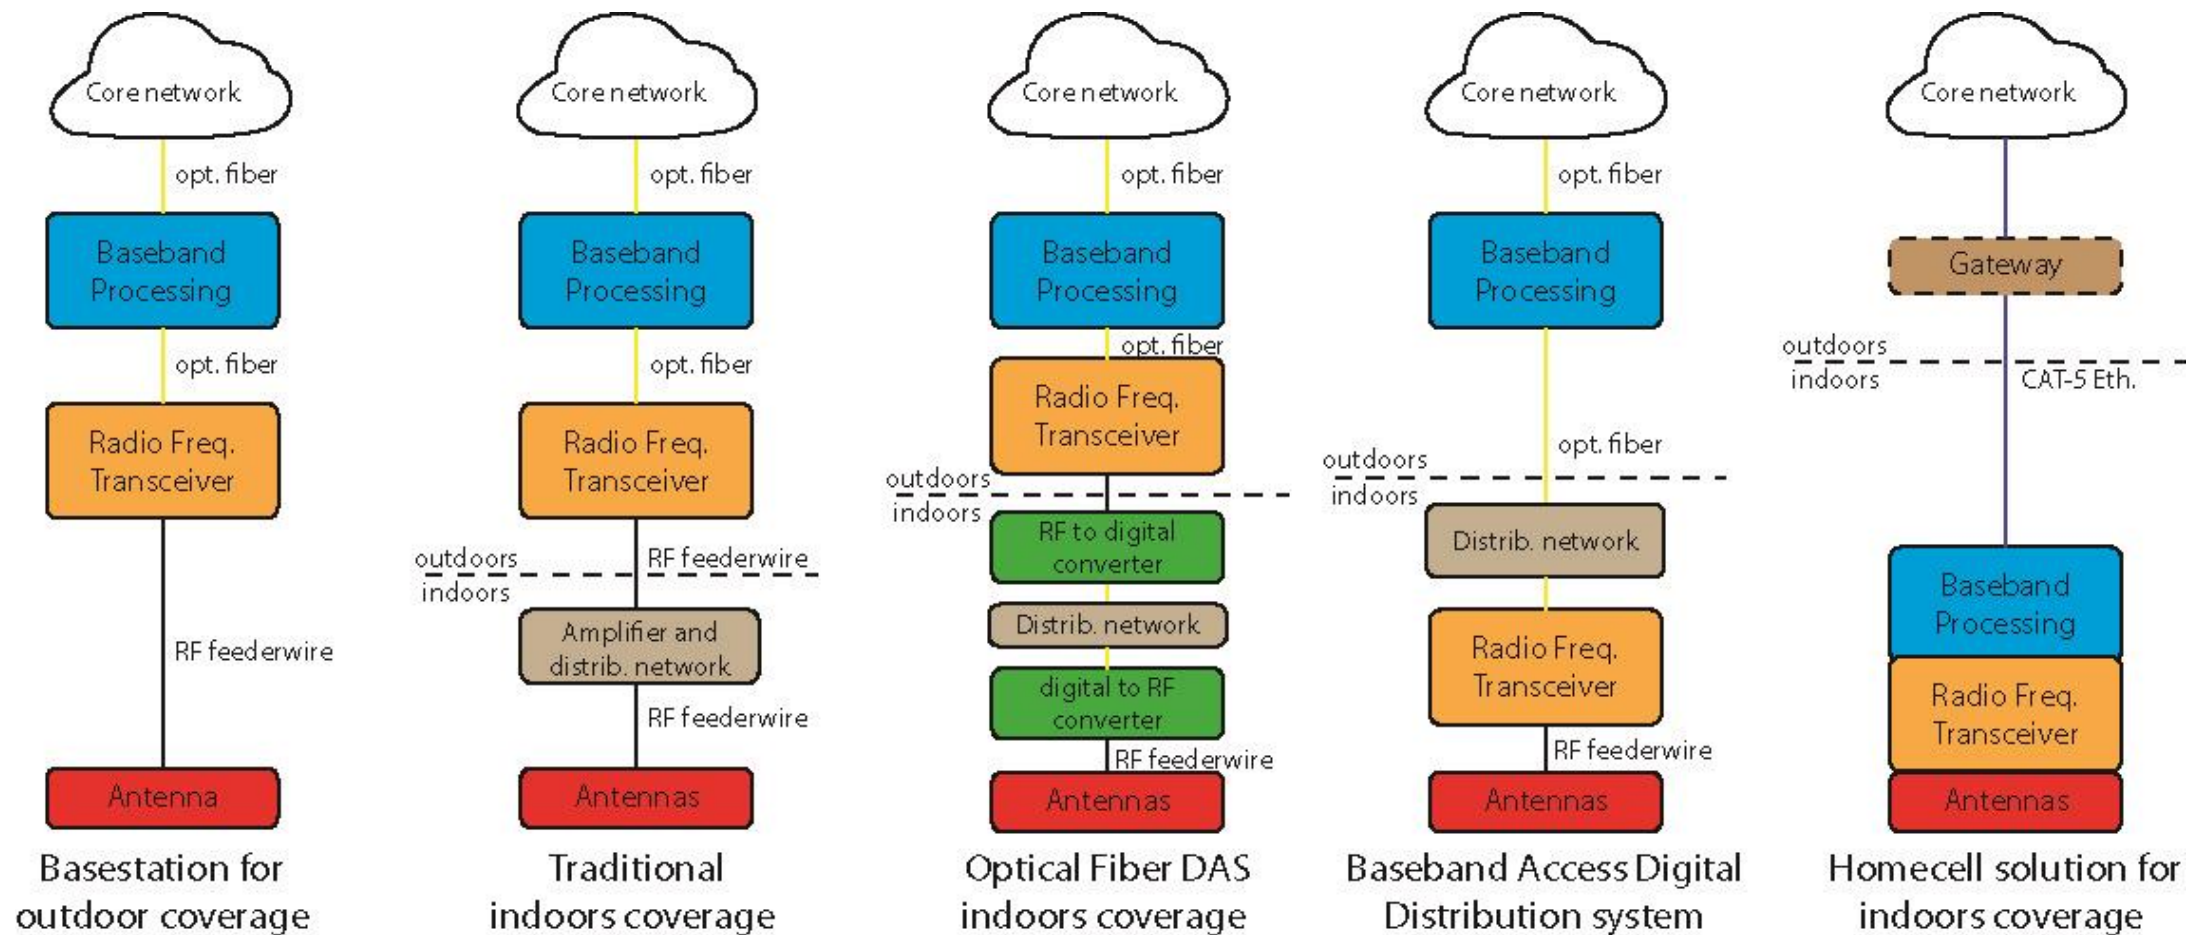 Core network
opt. fiber
Baseband
Processing
opt. fiber
Radio Freq.
Transceiver
RF feederwire
Antenna
Basestation for
outdoor coverage
Core network
opt. fiber
Baseband
Processing
opt. fiber
Radio Freq.
Transceiver
outdoors
RF feederwire
indoors
Amplifier and
distrib. network
RF feederwire
Antennas
Traditional
indoors coverage
Core network
opt. fiber
Baseband
Processing
opt. fiber
Radio Freq.
Transceiver
outdoors
indoors
RF to digital
converter
Distrib. network
digital to RF
converter
RF feederwire
Antennas
Optical Fiber DAS
indoors coverage
Core network
opt. fiber
Baseband
Processing
opt. fiber
outdoors
indoors
Distrib. network
Radio Freq.
Transceiver
RF feederwire
Antennas
Baseband Access Digital
Distribution system
Core network
Gateway
outdoors
indoors
CAT-5 Eth.
Baseband
Processing
Radio Freq.
Transceiver
Antennas
Homecell solution for
indoors coverage